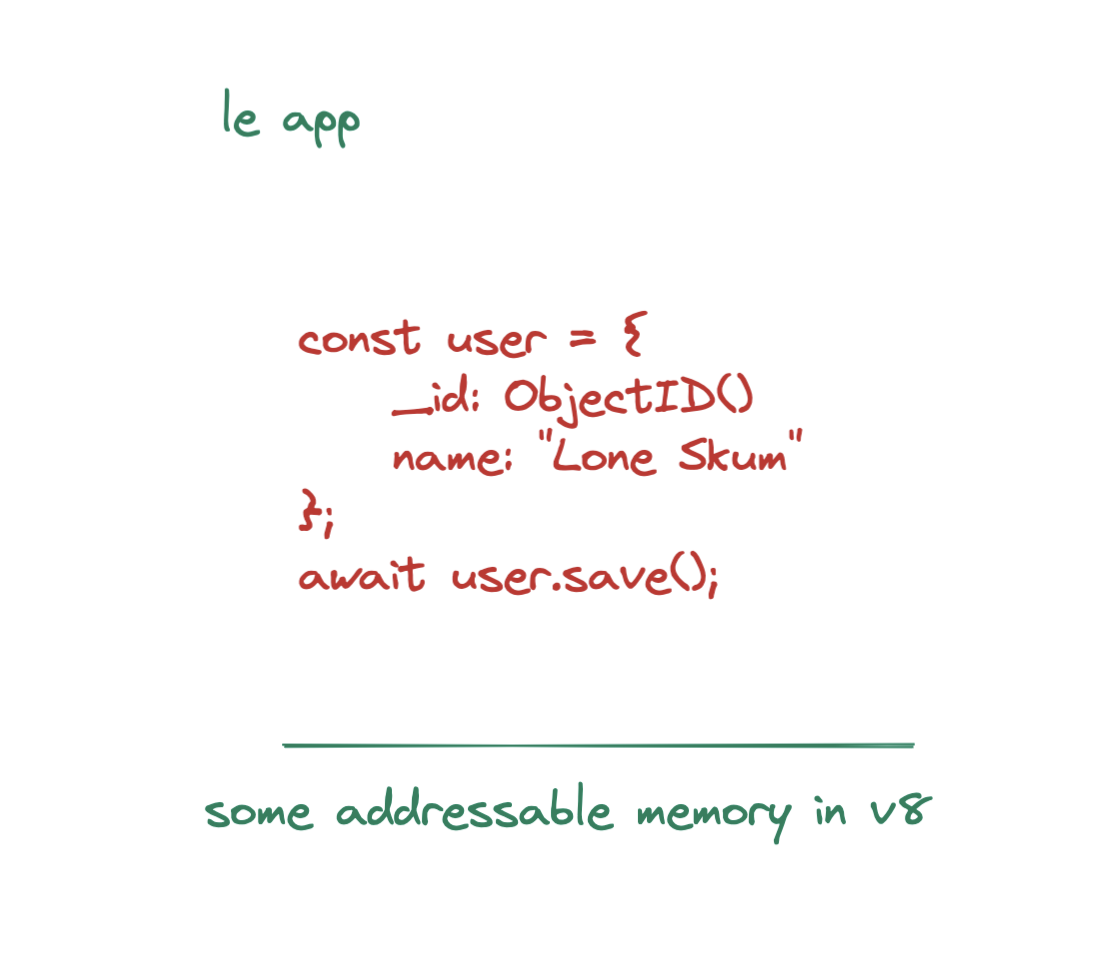 le app
const user = {
_id: ObjectID()
name: "Lone Skum"
};
await user.save();
some addressable memory in v8